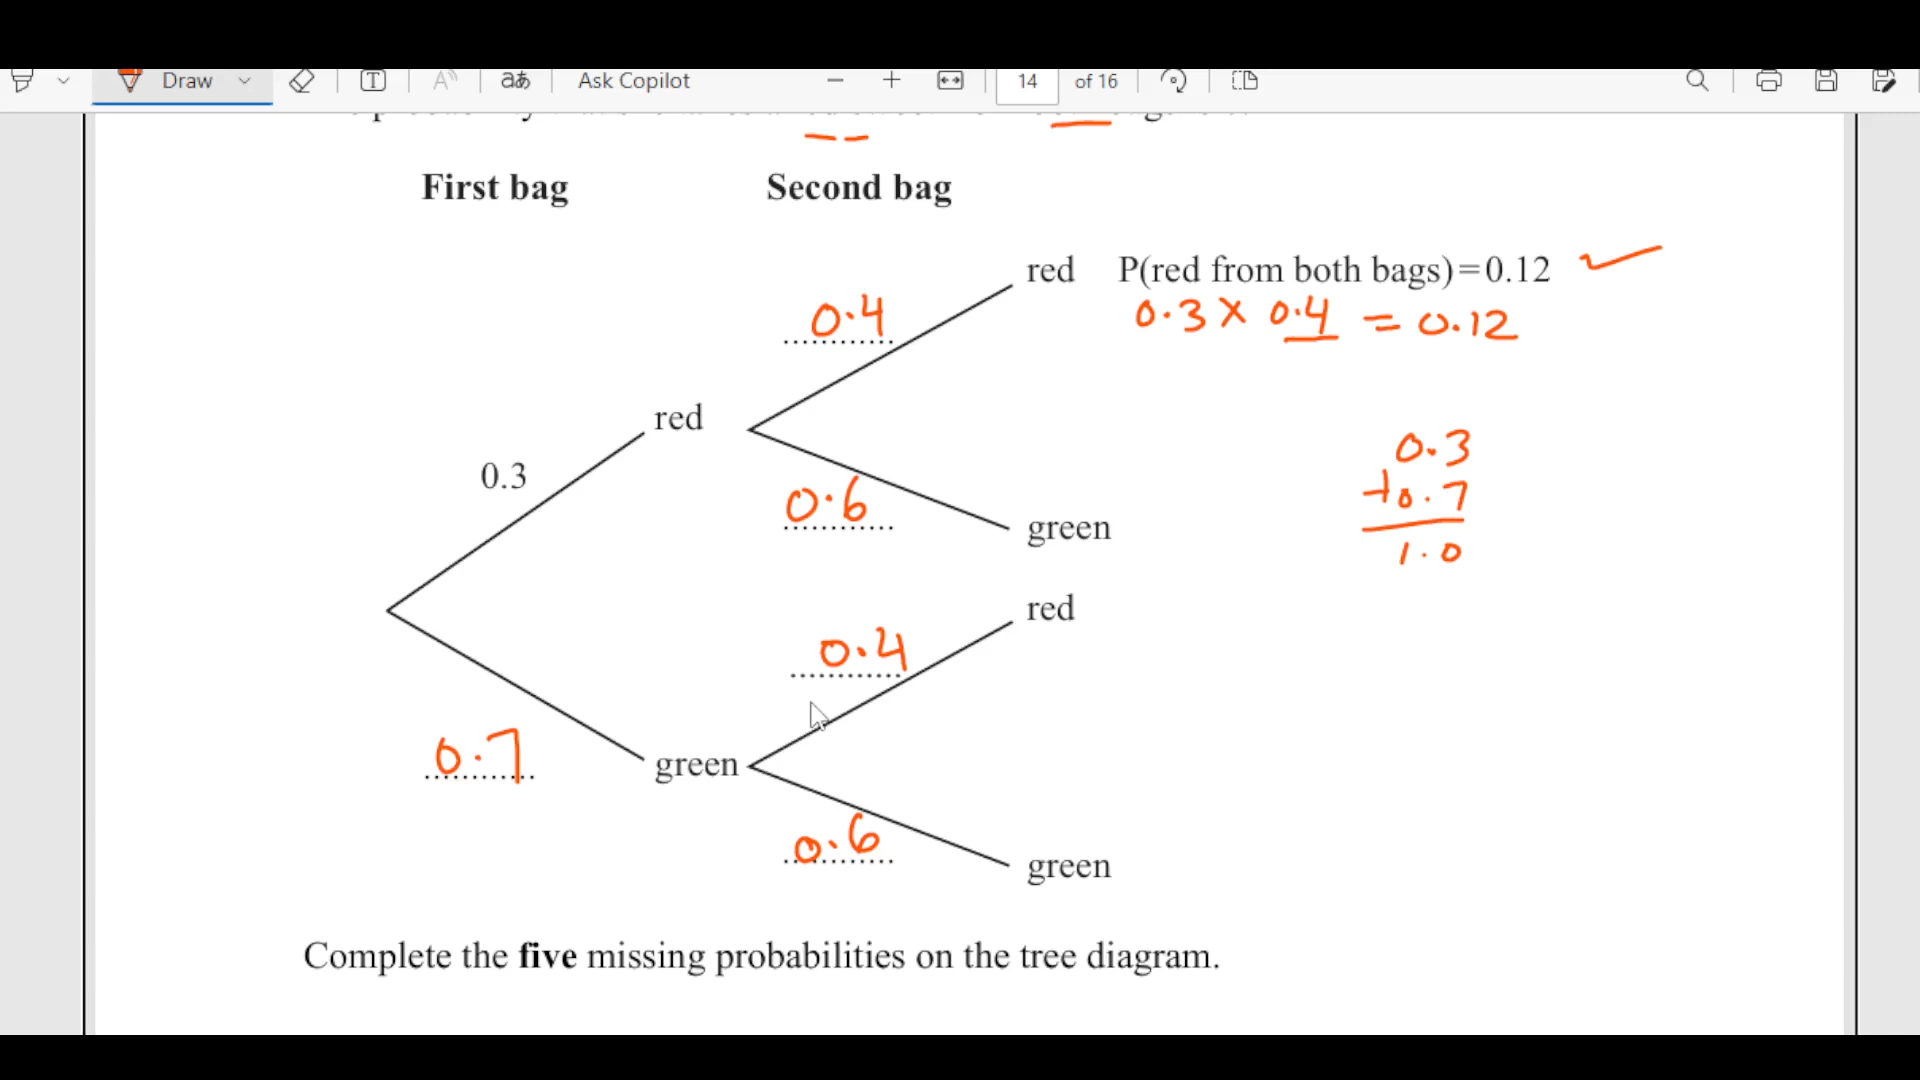 Draw Ask Copilot 14 of 16
First bag Second bag
red P(red from both bags)=0.12
0.4 0.3 × 0.4 = 0.12
red
0.3
0.3
+0.7
1.0
0.6
green
red
0.4
0.7
green
0.6
green
Complete the five missing probabilities on the tree diagram.